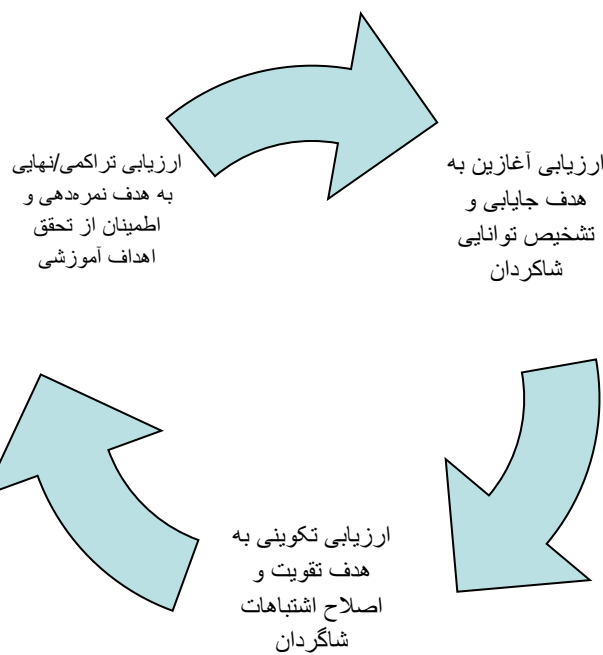 ارزیابی آغازین به
هدف جایابی و
تشخیص توانایی
شاکردان
ارزیابی تکوینی به
هدف تقویت و
اصلاح اشتباهات
شاگردان
ارزیابی تراکمی/نهایی
به هدف نمره‌دهی و
اطمینان از تحقق
اهداف آموزشی